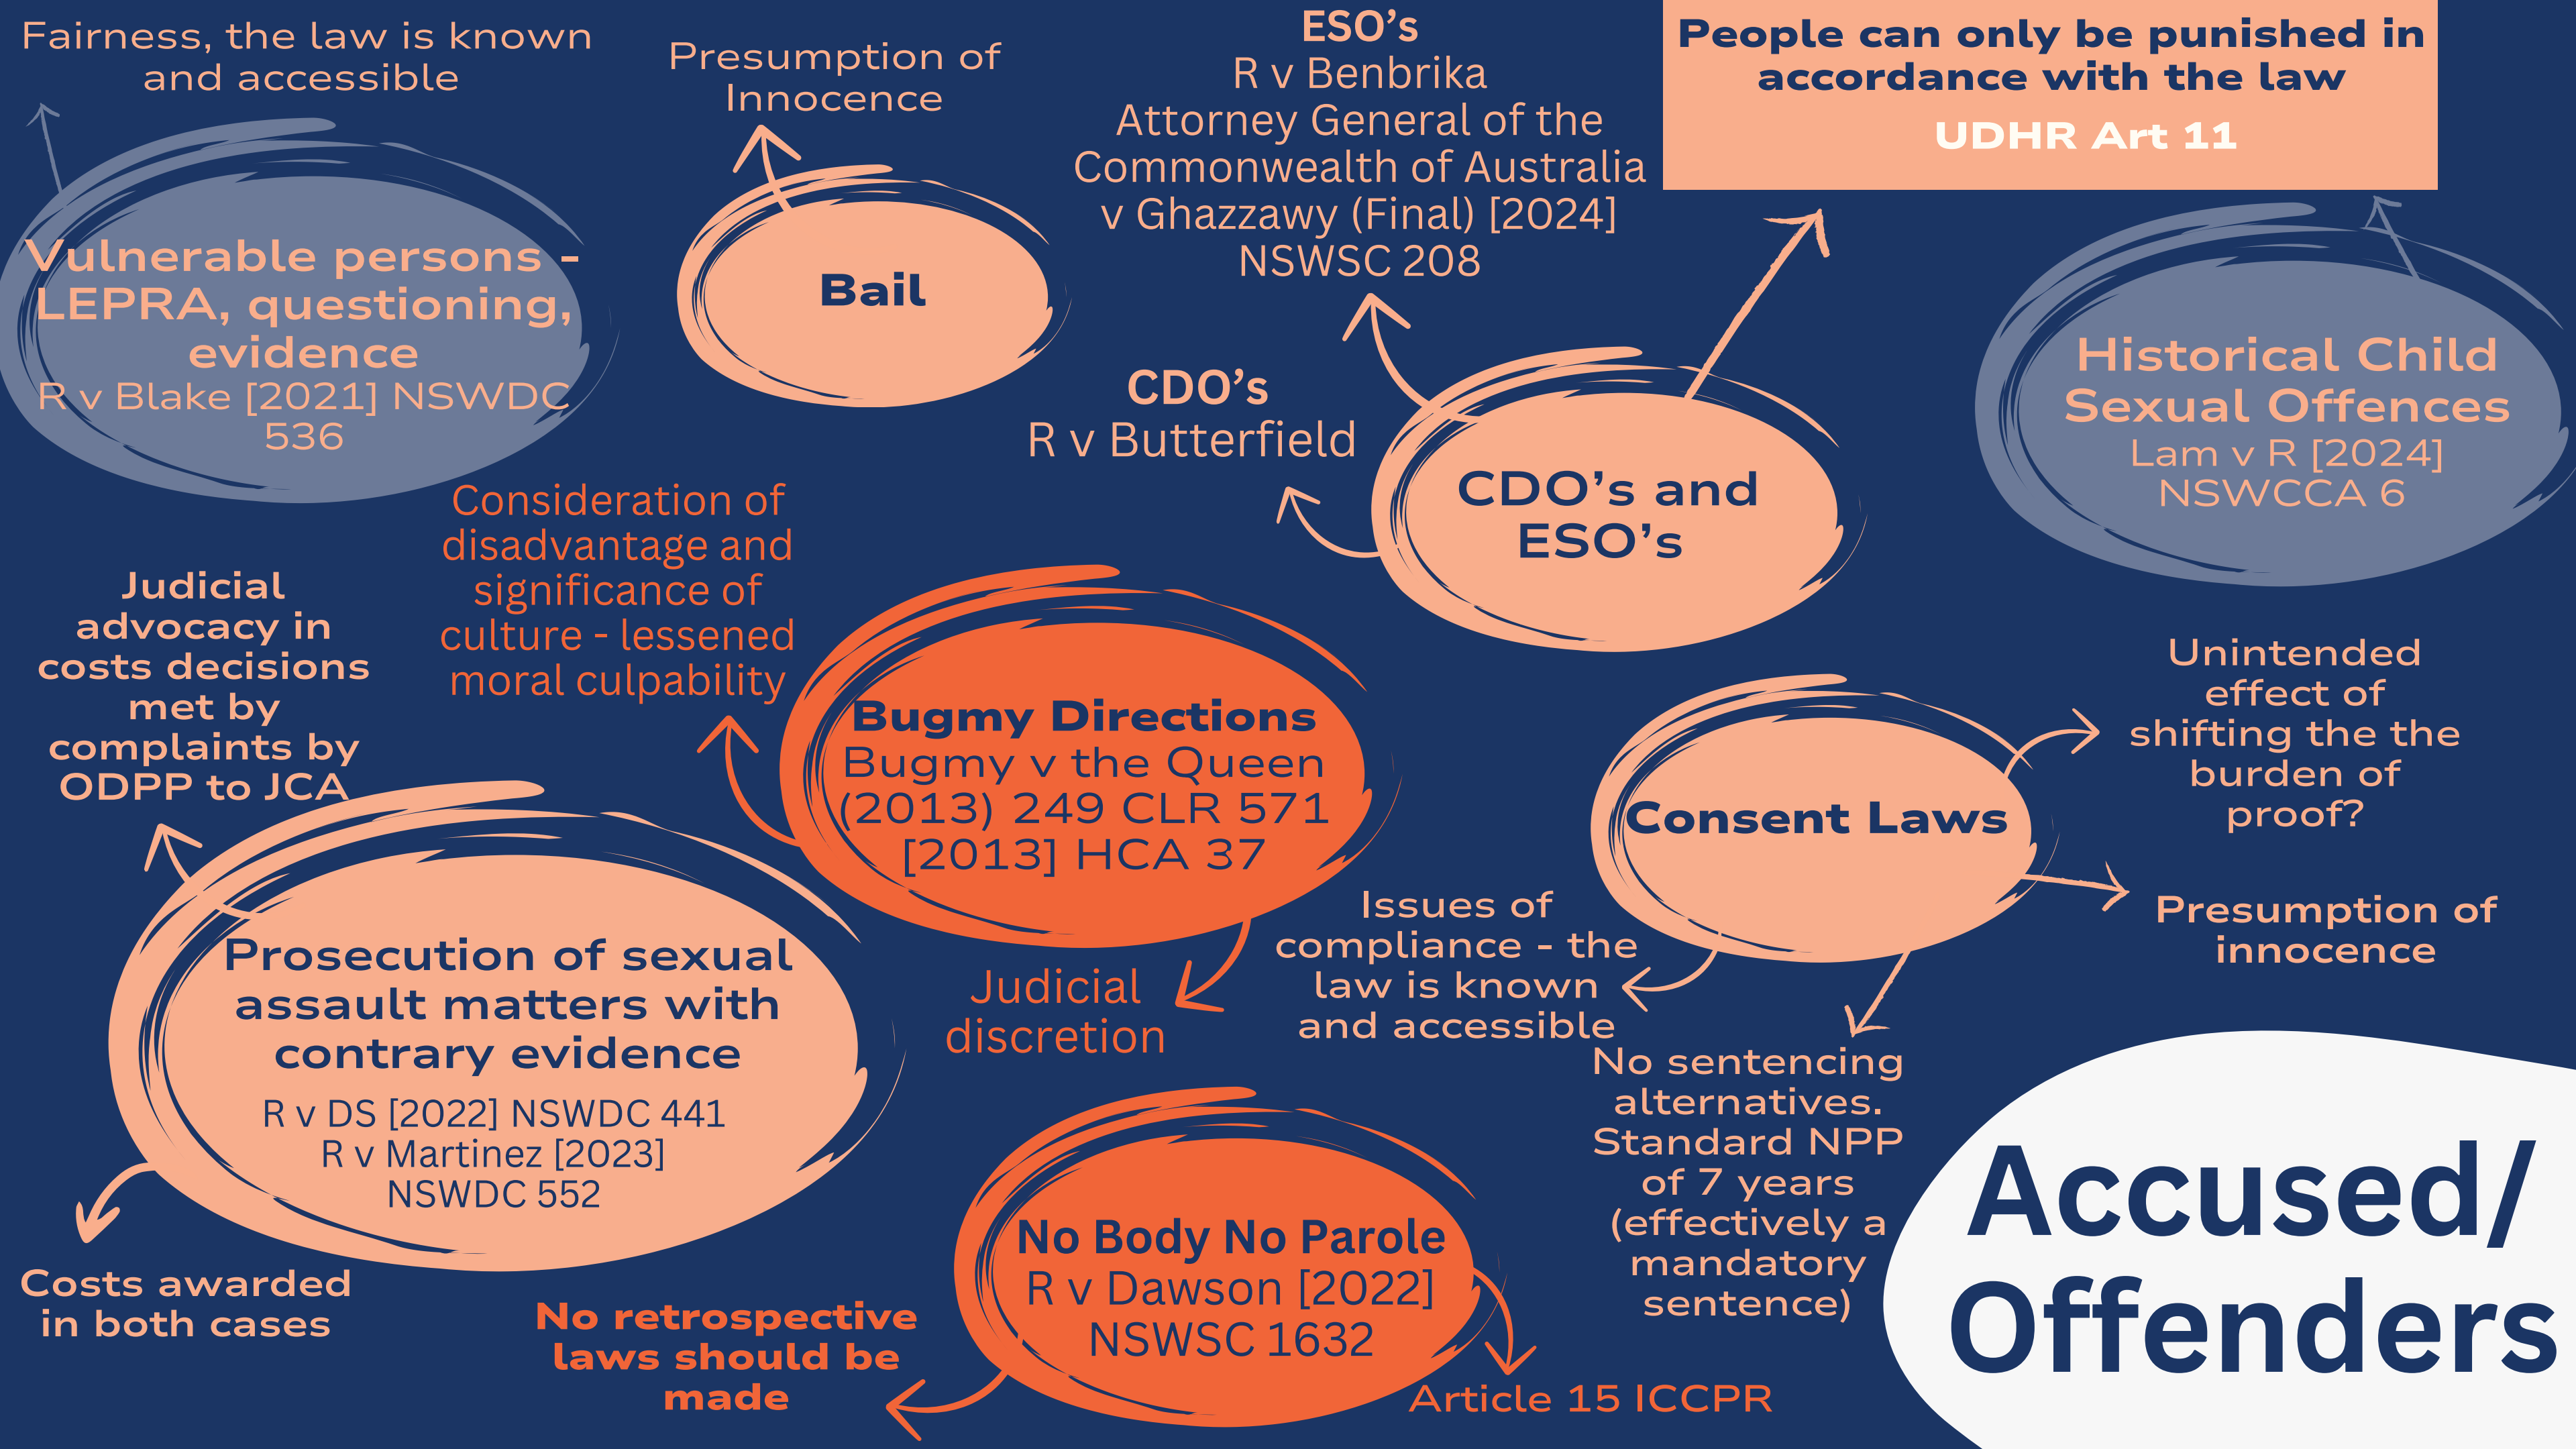 Fairness, the law is known
and accessible
Vulnerable persons -
LEPRA, questioning,
evidence
R v Blake [2021] NSWDC
536
Presumption of
Innocence
Bail
ESO’s
R v Benbrika
Attorney General of the
Commonwealth of Australia
v Ghazzawy (Final) [2024]
NSWSC 208
CDO’s
R v Butterfield
CDO’s and
ESO’s
People can only be punished in
accordance with the law
UDHR Art 11
Historical Child
Sexual Offences
Lam v R [2024]
NSWCCA 6
Judicial
advocacy in
costs decisions
met by
complaints by
ODPP to JCA
Prosecution of sexual
assault matters with
contrary evidence
R v DS [2022] NSWDC 441
R v Martinez [2023]
NSWDC 552
Costs awarded
in both cases
Consideration of
disadvantage and
significance of
culture - lessened
moral culpability
Bugmy Directions
Bugmy v the Queen
(2013) 249 CLR 571
[2013] HCA 37
Judicial
discretion
Consent Laws
Unintended
effect of
shifting the the
burden of
proof?
Presumption of
innocence
Issues of
compliance - the
law is known
and accessible
No sentencing
alternatives.
Standard NPP
of 7 years
(effectively a
mandatory
sentence)
No Body No Parole
R v Dawson [2022]
NSWSC 1632
No retrospective
laws should be
made
Article 15 ICCPR
Accused/
Offenders